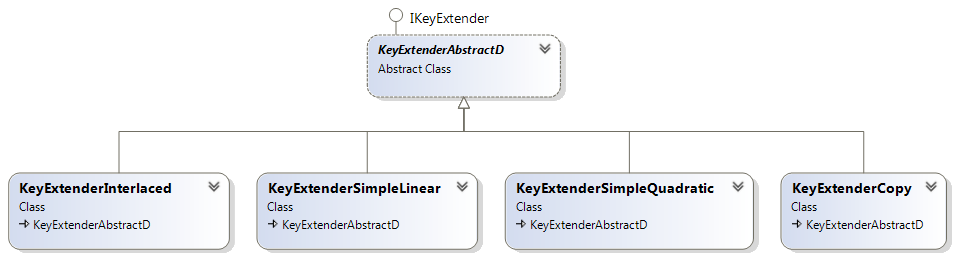 IKeyExtender
KeyExtenderAbstractD
Abstract Class
KeyExtenderInterlaced
Class
KeyExtenderAbstractD
KeyExtenderSimpleLinear
Class
KeyExtenderAbstractD
KeyExtenderSimpleQuadratic
Class
KeyExtenderAbstractD
KeyExtenderCopy
Class
KeyExtenderAbstractD